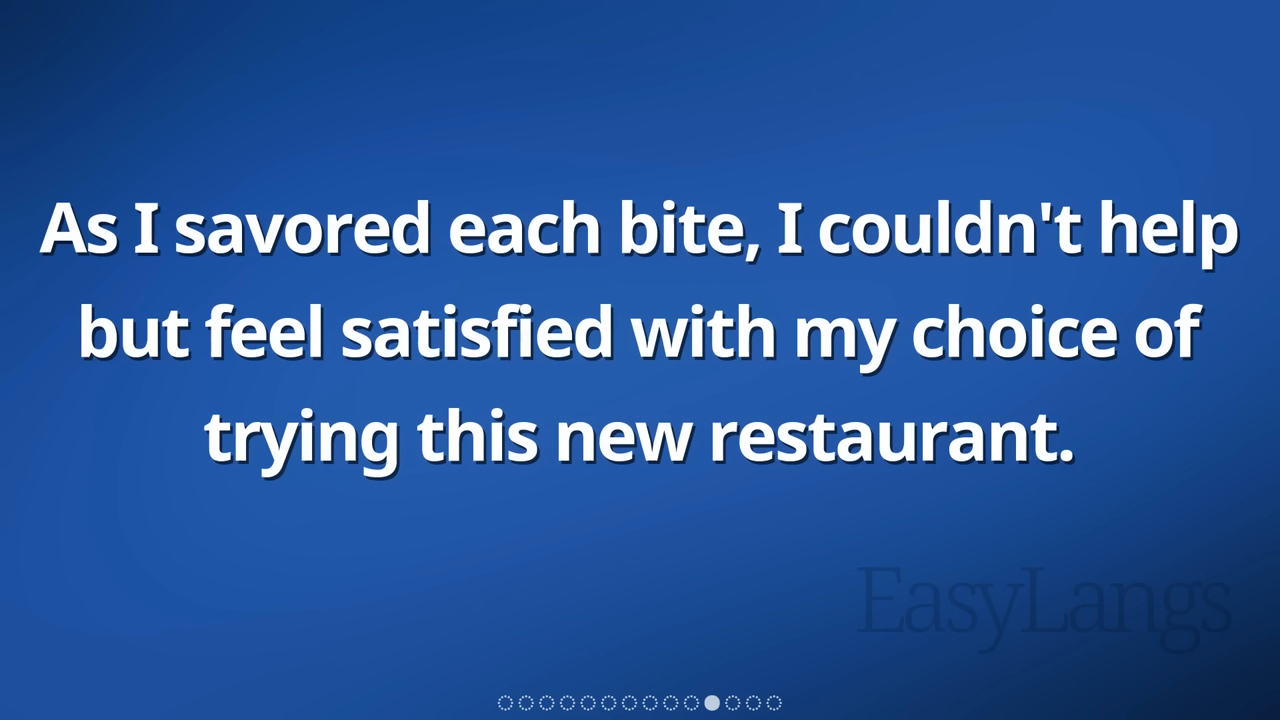 As I savored each bite, I couldn't help
but feel satisfied with my choice of
trying this new restaurant.
EasyLangs